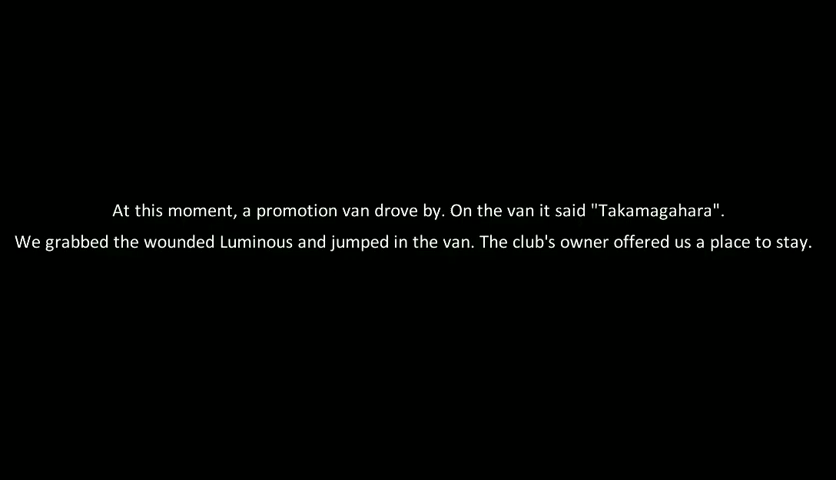 At this moment, a promotion van drove by. On the van it said "Takamagahara".
We grabbed the wounded Luminous and jumped in the van. The club's owner offered us a place to stay.